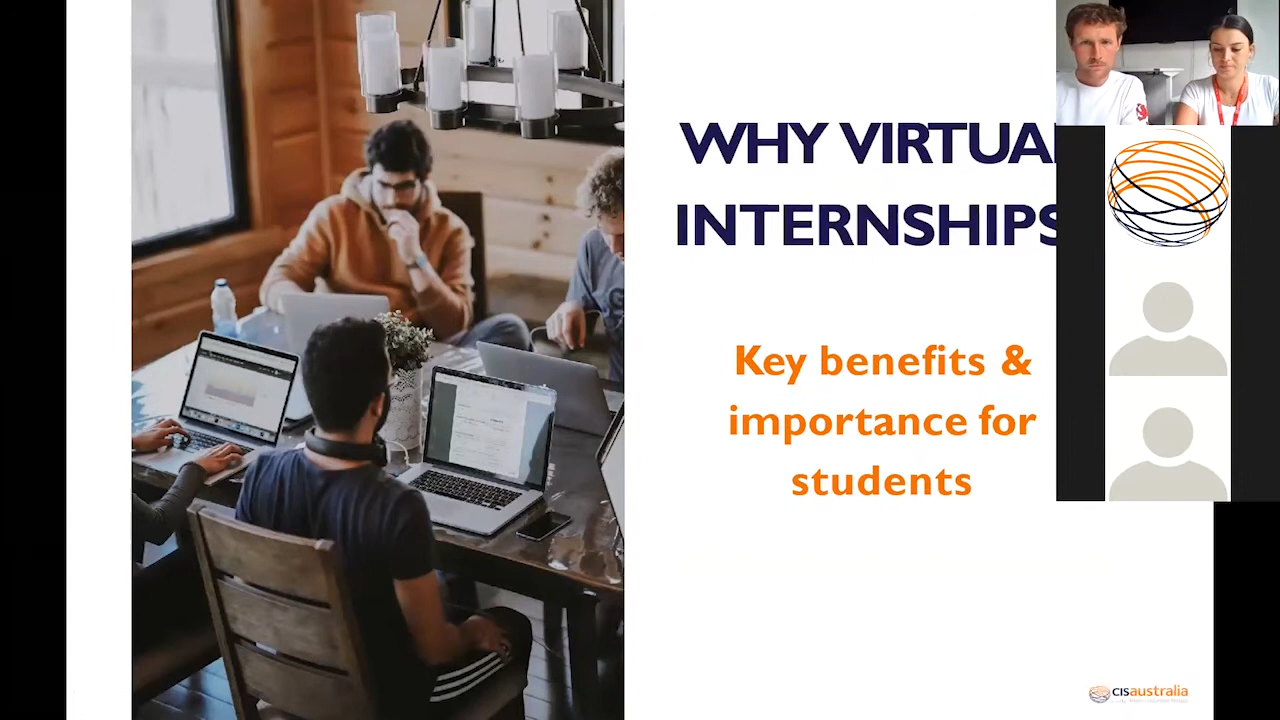 WHY VIRTUA
INTERNSHIPS
Key benefits &
importance for
students
cisaustralia